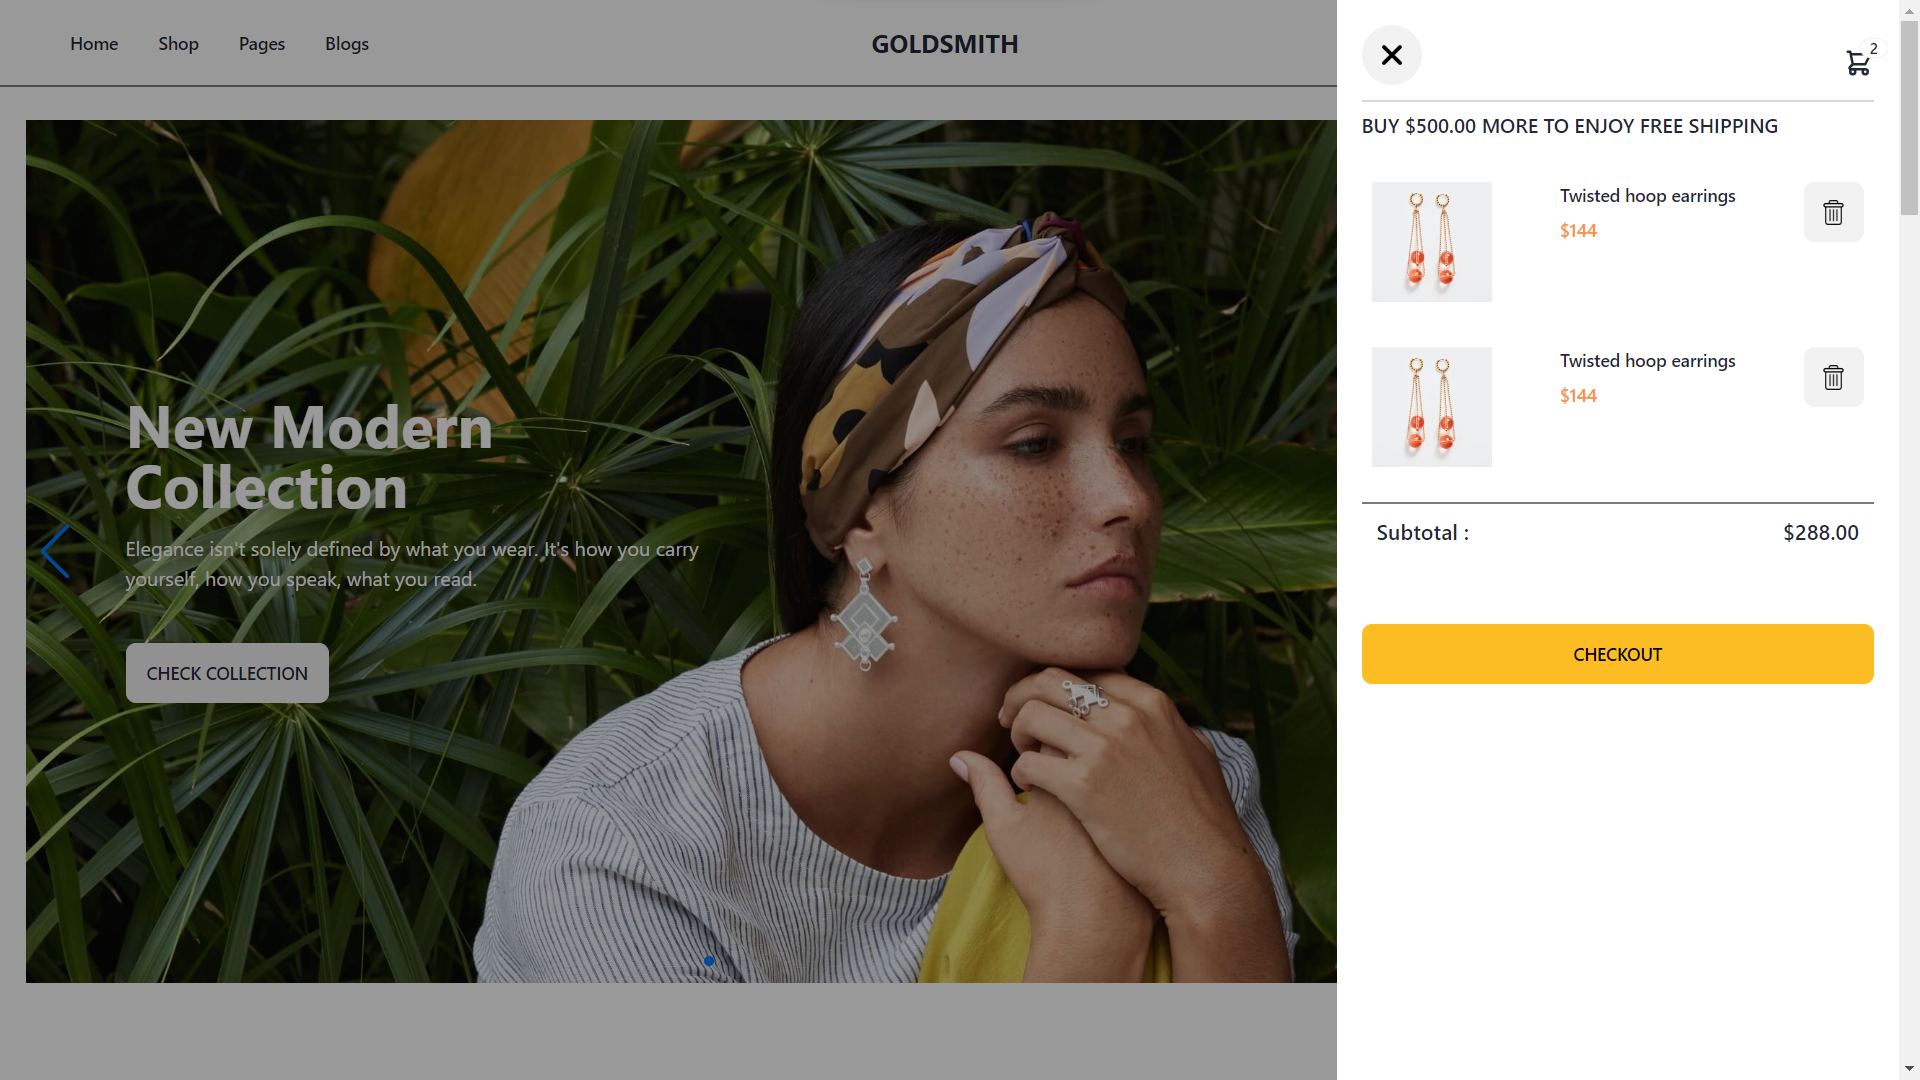 Home Shop Pages Blogs
GOLDSMITH
2
BUY $500.00 MORE TO ENJOY FREE SHIPPING
Twisted hoop earrings
$144
Twisted hoop earrings
$144
Subtotal : $288.00
CHECKOUT
New Modern
Collection
Elegance isn't solely defined by what you wear. It's how you carry
yourself, how you speak, what you read.
CHECK COLLECTION